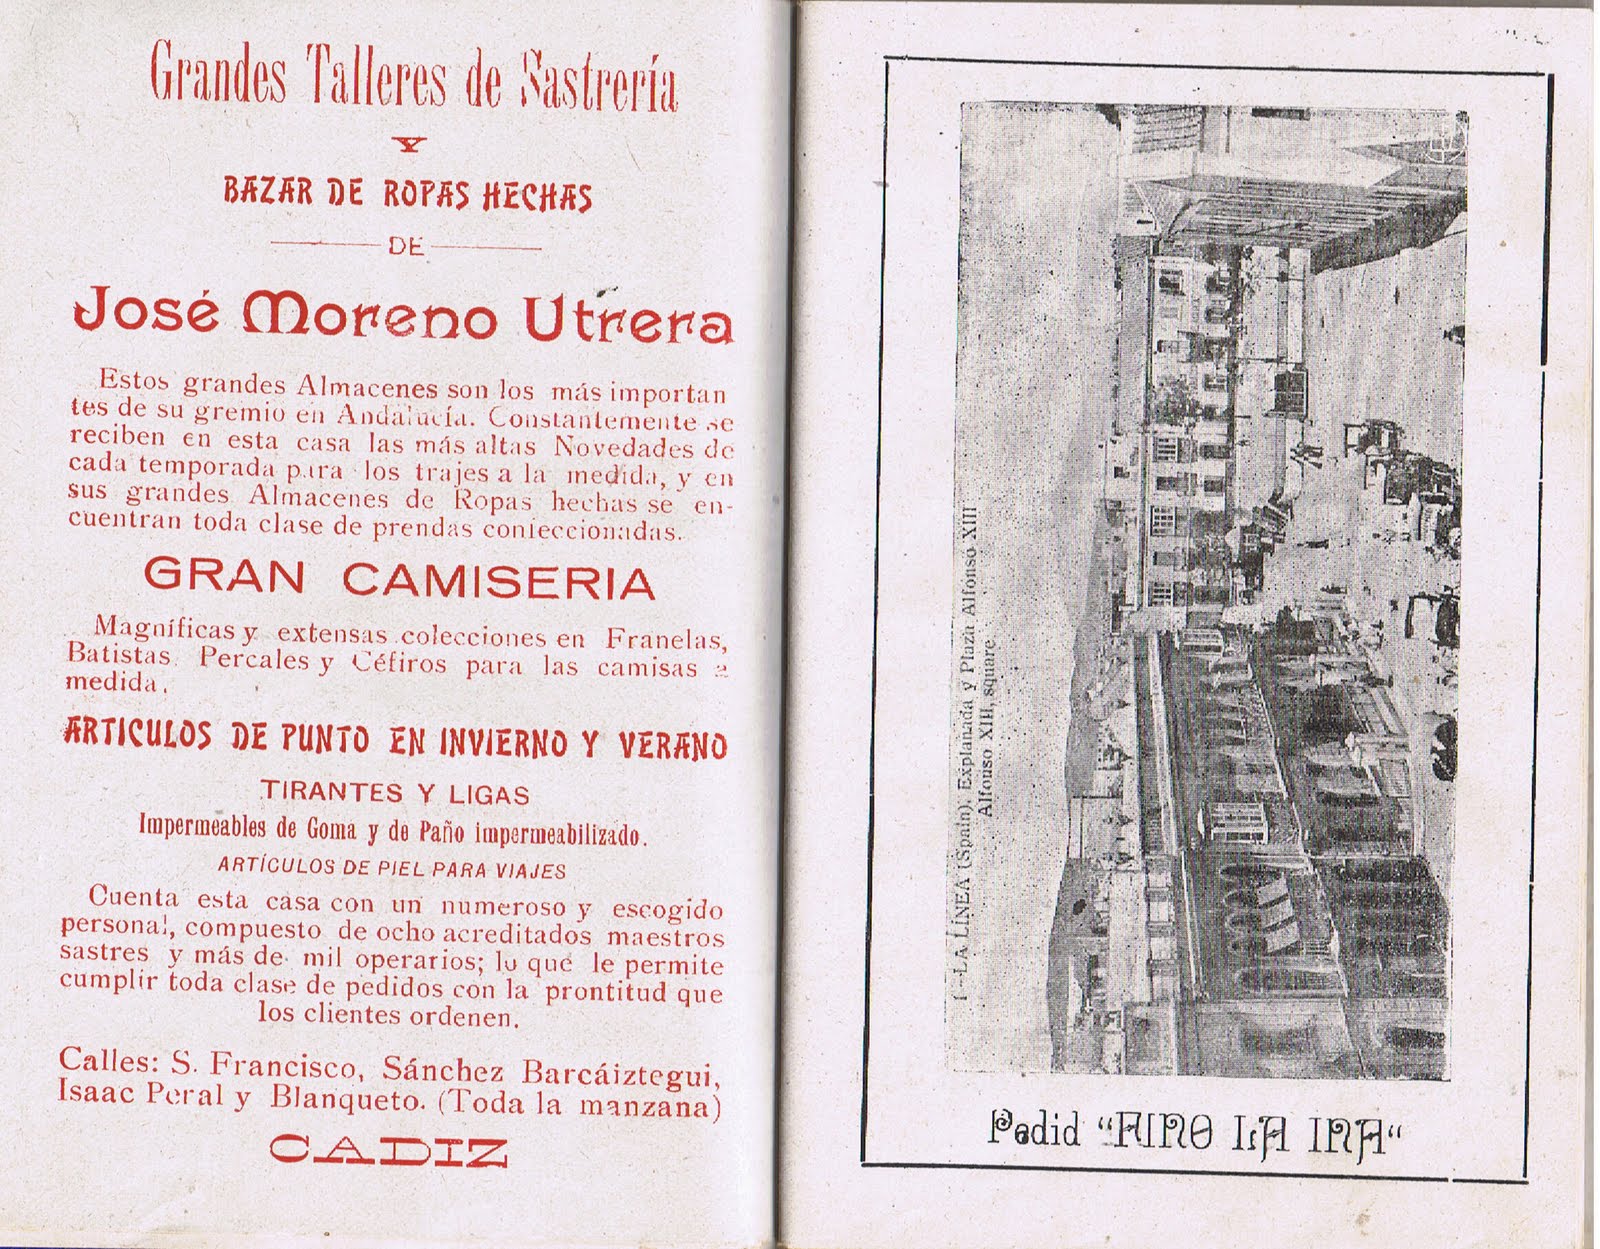 Grandes Talleres de Sastrería
Y
BAZAR DE ROPAS HECHAS
DE
José Moreno Utrera
Estos grandes Almacenes son los más importan
tes de su gremio en Andalucía. Constantemente se
reciben en esta casa las más altas Novedades de
cada temporada para los trajes a la medida, y en
sus grandes Almacenes de Ropas hechas se en-
cuentran toda clase de prendas confeccionadas.
GRAN CAMISERIA
Magníficas y extensas colecciones en Franelas,
Batistas, Percales y Céfiros para las camisas a
medida.
ARTICULOS DE PUNTO EN INVIERNO Y VERANO
TIRANTES Y LIGAS
Impermeables de Goma y de Paño impermeabilizado.
ARTÍCULOS DE PIEL PARA VIAJES
Cuenta esta casa con un numeroso y escogido
personal, compuesto de ocho acreditados maestros
sastres y más de mil operarios; lo que le permite
cumplir toda clase de pedidos con la prontitud que
los clientes ordenen.
Calles: S. Francisco, Sánchez Barcáiztegui,
Isaac Peral y Blanqueto. (Toda la manzana)
CADIZ
1 - LA LÍNEA (Spain). Explanada y Plaza Alfonso XIII
Alfonso XIII, square
Pedid "FINO LA INA"